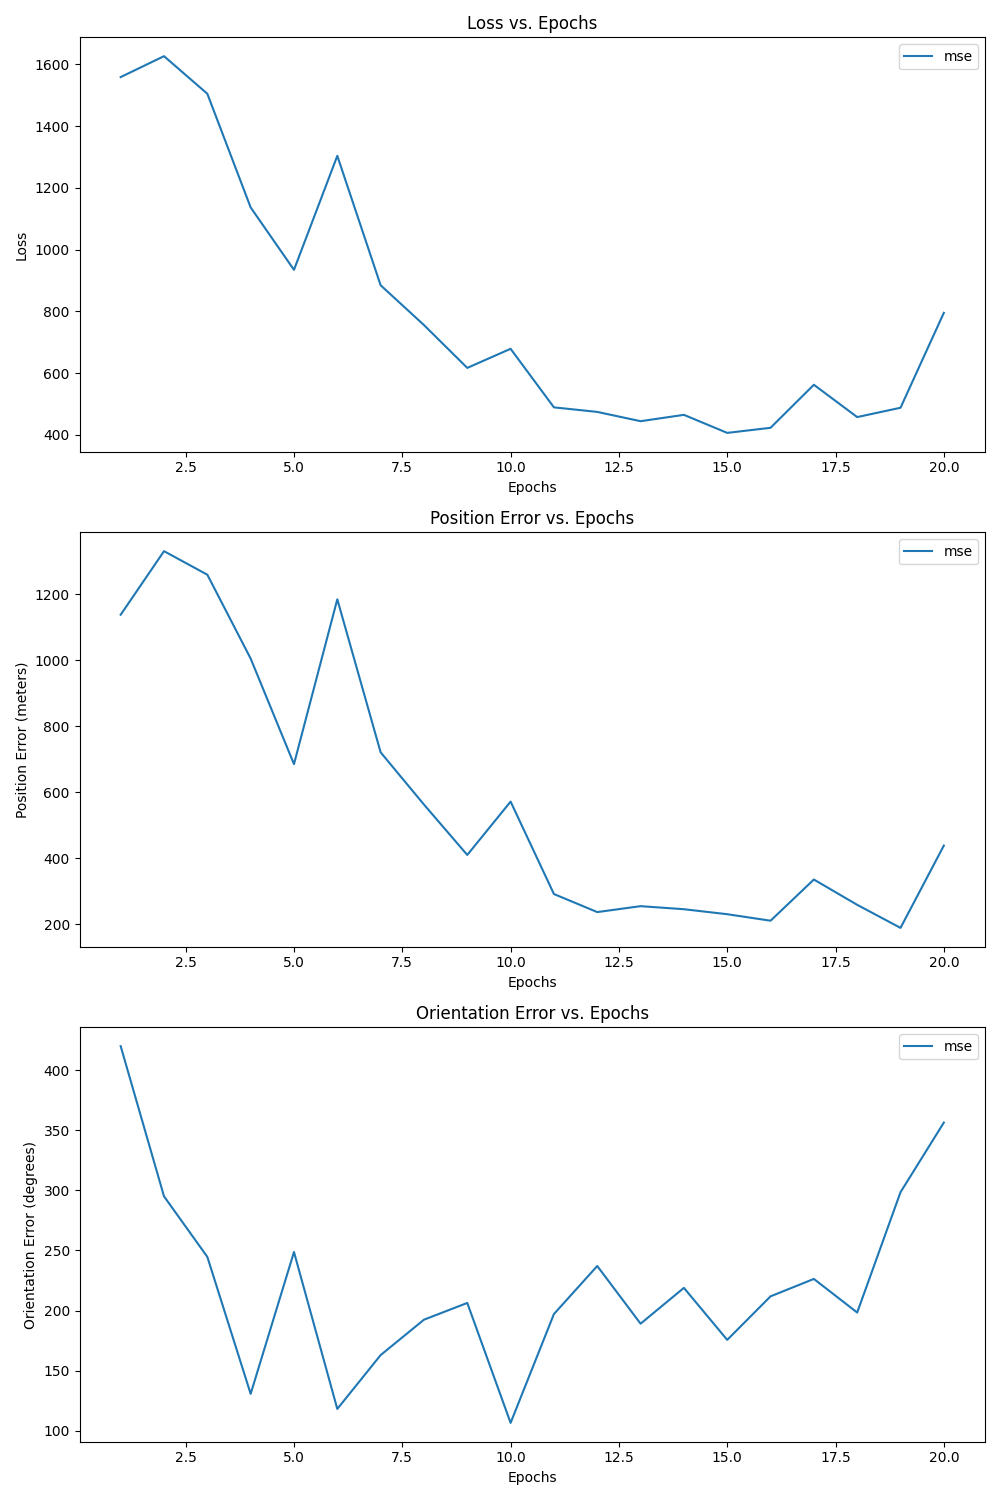 Loss vs. Epochs
mse
1600
1400
1200
1000
800
600
400
Loss
2.5 5.0 7.5 10.0 12.5 15.0 17.5 20.0
Epochs
Position Error vs. Epochs
mse
1200
1000
800
600
400
200
Position Error (meters)
2.5 5.0 7.5 10.0 12.5 15.0 17.5 20.0
Epochs
Orientation Error vs. Epochs
mse
400
350
300
250
200
150
100
Orientation Error (degrees)
2.5 5.0 7.5 10.0 12.5 15.0 17.5 20.0
Epochs